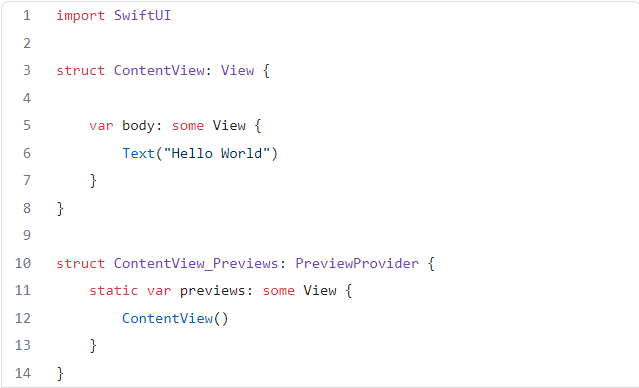 1 import SwiftUI
2
3 struct ContentView: View {
4
5     var body: some View {
6         Text("Hello World")
7     }
8 }
9
10 struct ContentView_Previews: PreviewProvider {
11     static var previews: some View {
12         ContentView()
13     }
14 }